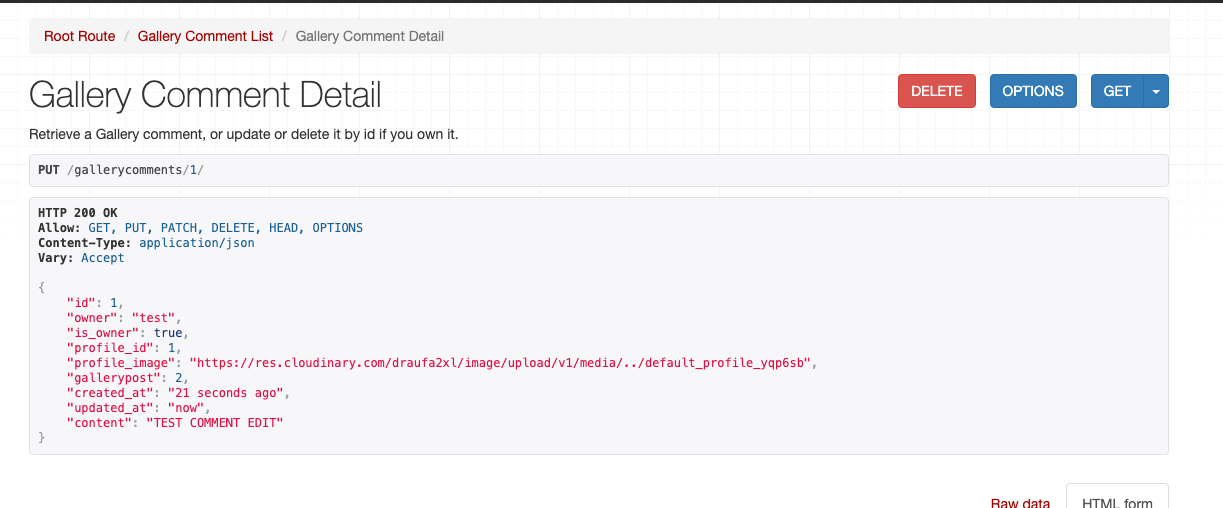 Root Route / Gallery Comment List / Gallery Comment Detail
Gallery Comment Detail
DELETE OPTIONS GET
Retrieve a Gallery comment, or update or delete it by id if you own it.
PUT /gallerycomments/1/
HTTP 200 OK
Allow: GET, PUT, PATCH, DELETE, HEAD, OPTIONS
Content-Type: application/json
Vary: Accept
{
    "id": 1,
    "owner": "test",
    "is_owner": true,
    "profile_id": 1,
    "profile_image": "https://res.cloudinary.com/draufa2xl/image/upload/v1/media/../default_profile_yqp6sb",
    "gallerypost": 2,
    "created_at": "21 seconds ago",
    "updated_at": "now",
    "content": "TEST COMMENT EDIT"
}
Raw data HTML form